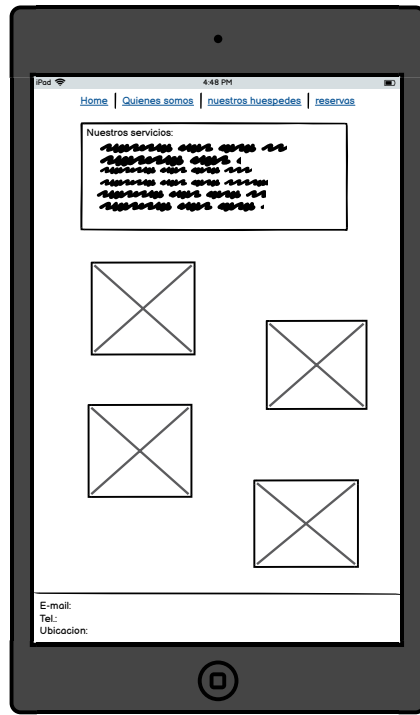 iPad 4:48 PM
Home Quienes somos nuestros huespedes reservas
Nuestros servicios:
E-mail:
Tel.:
Ubicacion: